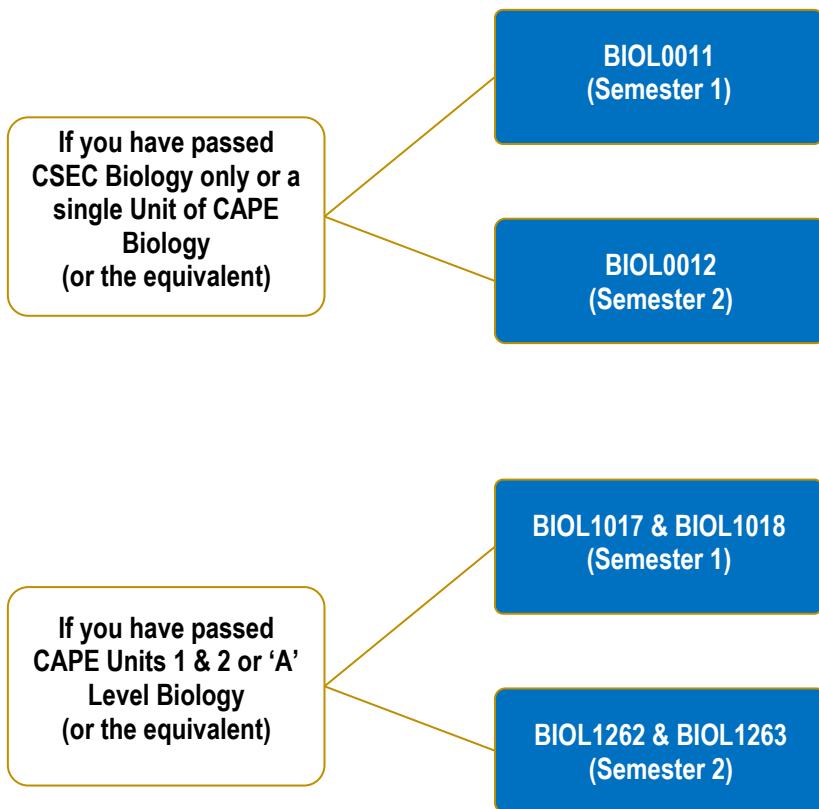 If you have passed
CSEC Biology only or a
single Unit of CAPE
Biology
(or the equivalent)
BIOL0011
(Semester 1)
BIOL0012
(Semester 2)
If you have passed
CAPE Units 1 & 2 or ‘A’
Level Biology
(or the equivalent)
BIOL1017 & BIOL1018
(Semester 1)
BIOL1262 & BIOL1263
(Semester 2)